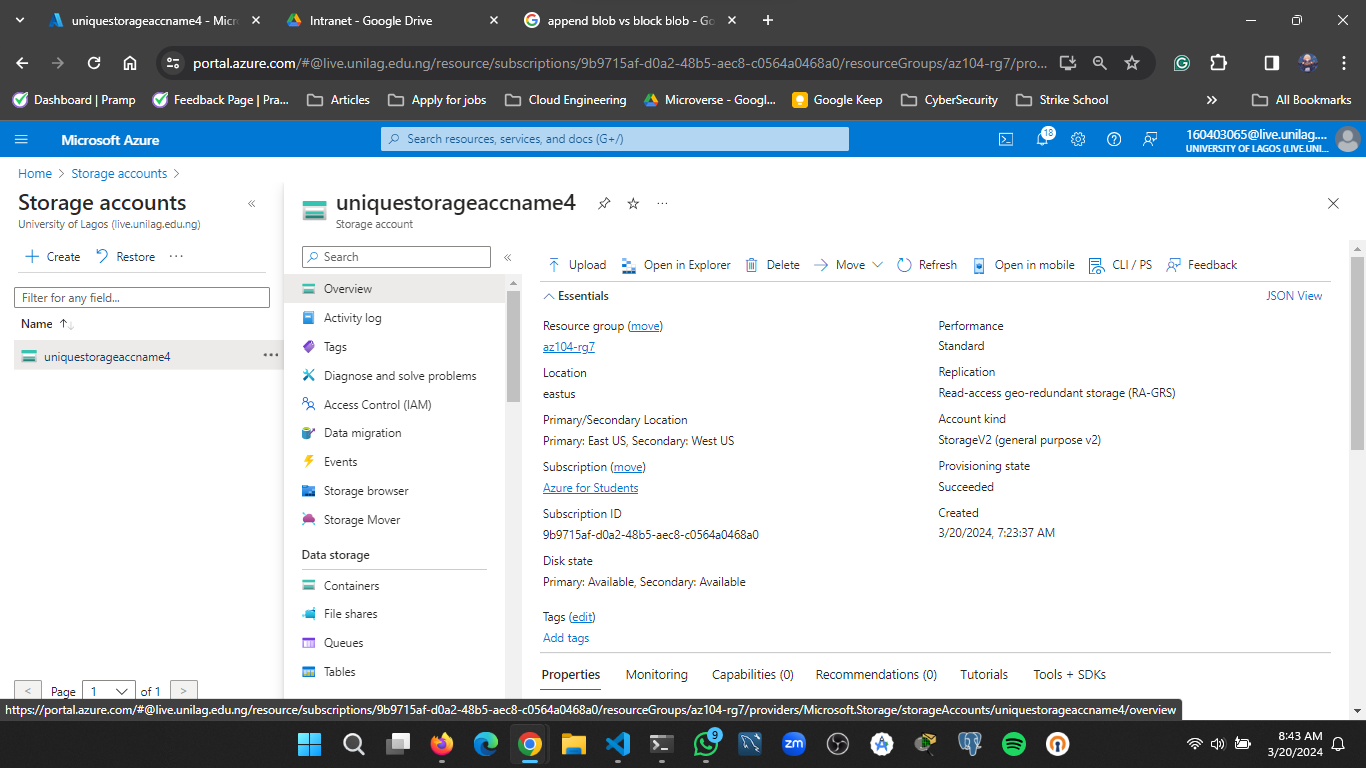 uniquestorageaccname4 - Micr
Intranet - Google Drive
append blob vs block blob - Go
portal.azure.com/#@live.unilag.edu.ng/resource/subscriptions/9b9715af-d0a2-48b5-aec8-c0564a0468a0/resourceGroups/az104-rg7/pro...
Dashboard | Pramp
Feedback Page | Pra...
Articles
Apply for jobs
Cloud Engineering
Microverse - Googl...
Google Keep
CyberSecurity
Strike School
All Bookmarks
Microsoft Azure
Search resources, services, and docs (G+/)
18
160403065@live.unilag....
UNIVERSITY OF LAGOS (LIVE.UNI...
Home > Storage accounts >
Storage accounts
University of Lagos (live.unilag.edu.ng)
Create
Restore
Filter for any field...
Name
uniquestorageaccname4
Page 1 of 1
uniquestorageaccname4
Storage account
Search
Overview
Activity log
Tags
Diagnose and solve problems
Access Control (IAM)
Data migration
Events
Storage browser
Storage Mover
Data storage
Containers
File shares
Queues
Tables
Upload
Open in Explorer
Delete
Move
Refresh
Open in mobile
CLI / PS
Feedback
Essentials
JSON View
Resource group (move)
az104-rg7
Location
eastus
Primary/Secondary Location
Primary: East US, Secondary: West US
Subscription (move)
Azure for Students
Subscription ID
9b9715af-d0a2-48b5-aec8-c0564a0468a0
Disk state
Primary: Available, Secondary: Available
Tags (edit)
Add tags
Performance
Standard
Replication
Read-access geo-redundant storage (RA-GRS)
Account kind
StorageV2 (general purpose v2)
Provisioning state
Succeeded
Created
3/20/2024, 7:23:37 AM
Properties
Monitoring
Capabilities (0)
Recommendations (0)
Tutorials
Tools + SDKs
https://portal.azure.com/#@live.unilag.edu.ng/resource/subscriptions/9b9715af-d0a2-48b5-aec8-c0564a0468a0/resourceGroups/az104-rg7/providers/Microsoft.Storage/storageAccounts/uniquestorageaccname4/overview
9
zm
8:43 AM
3/20/2024